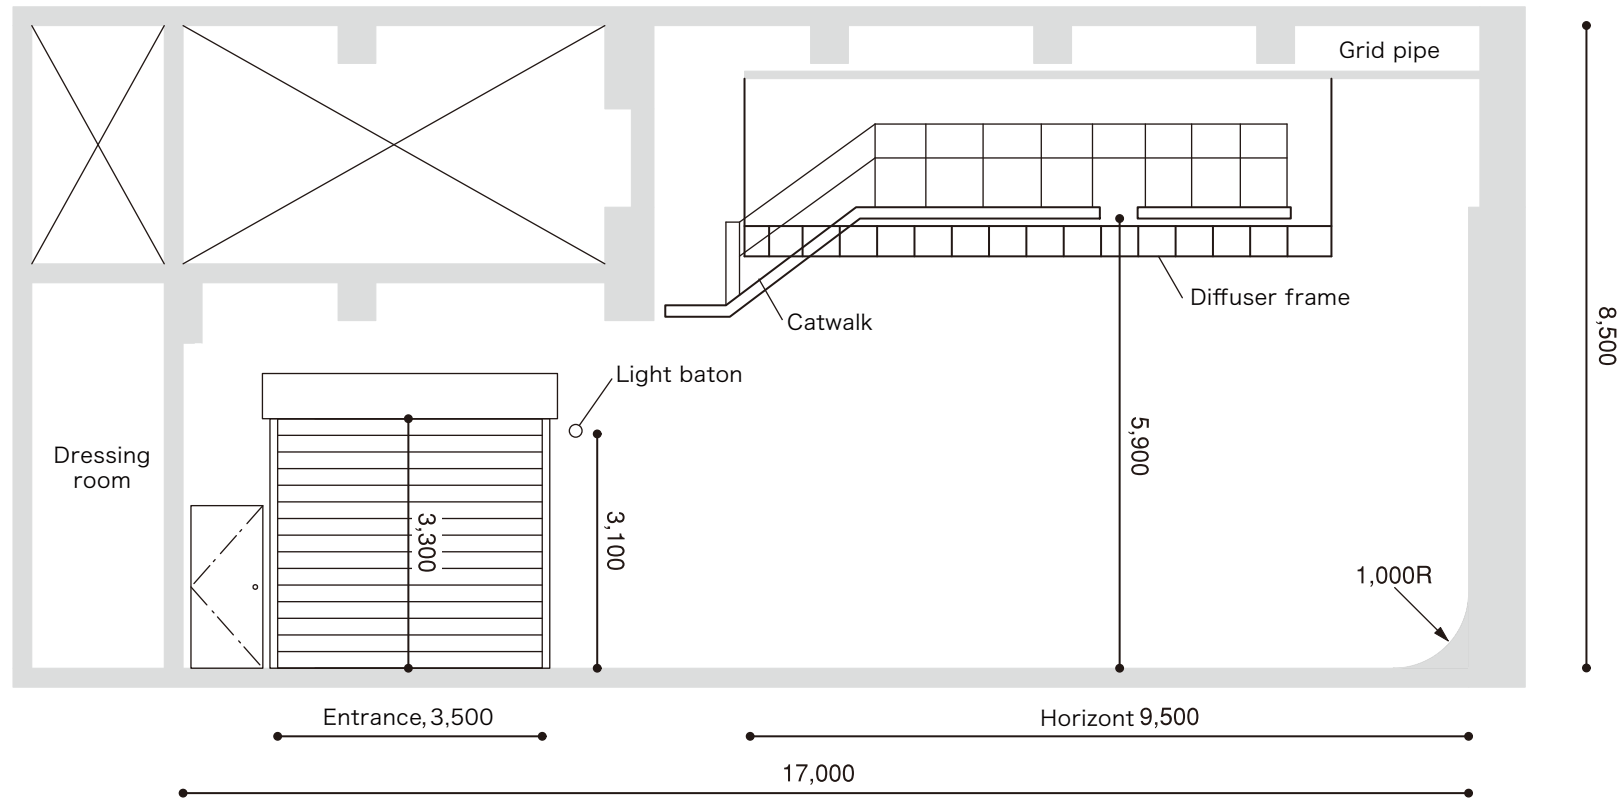 Grid pipe
Diffuser frame
Catwalk
8,500
Light baton
5,900
Dressing
room
3,300
3,100
1,000R
Entrance, 3,500
Horizont 9,500
17,000